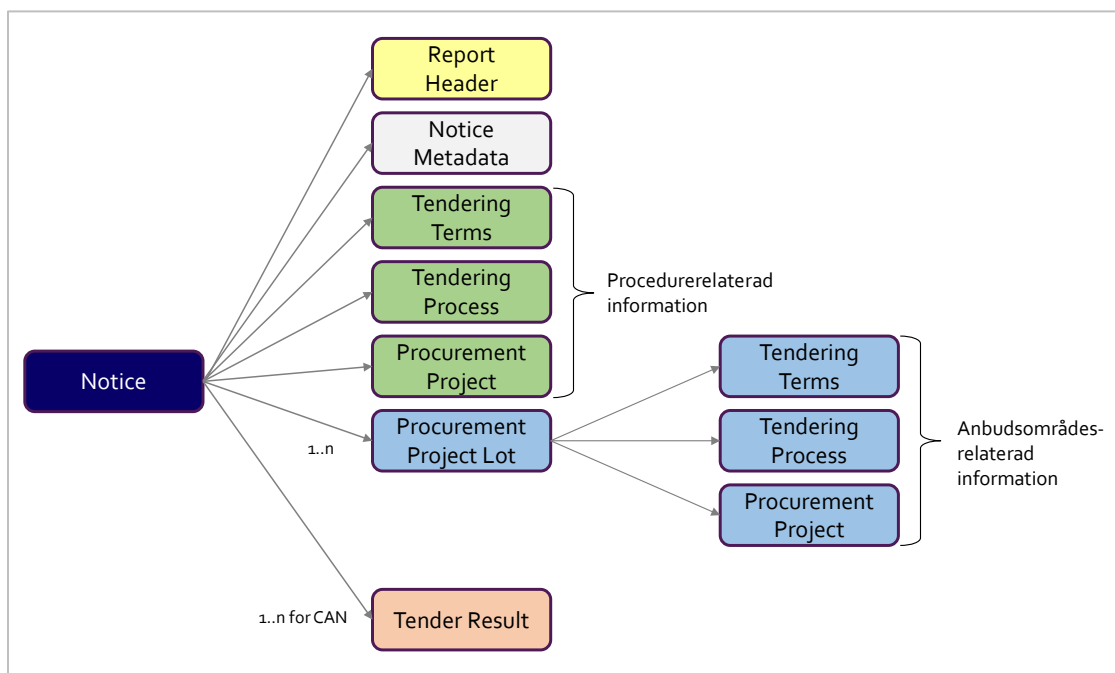 Report
Header
Notice
Metadata
Tendering
Terms
Tendering
Process
Procedurerelaterad
information
Procurement
Project
Notice
Procurement
Project Lot
1..n
Tendering
Terms
Tendering
Process
Procurement
Project
Anbudsområdes-
relaterad
information
1..n for CAN
Tender Result